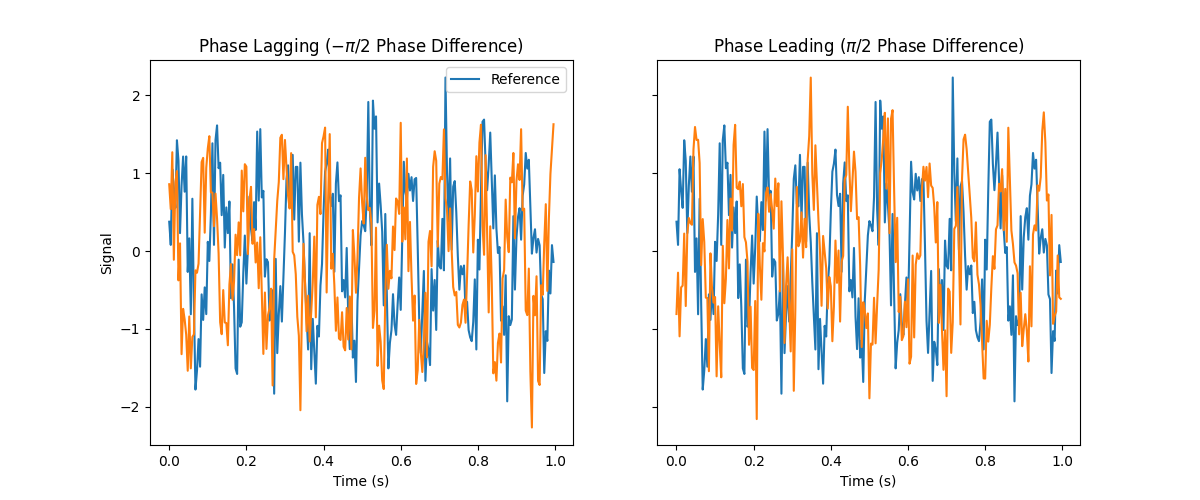 Phase Lagging (−π/2 Phase Difference)
Phase Leading (π/2 Phase Difference)
Reference
Signal
2
1
0
−1
−2
0.0 0.2 0.4 0.6 0.8 1.0
0.0 0.2 0.4 0.6 0.8 1.0
Time (s)
Time (s)